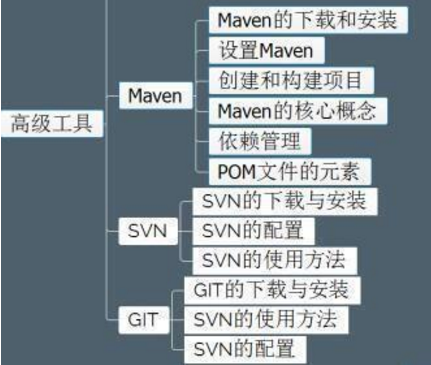 高级工具
Maven
Maven的下载和安装
设置Maven
创建和构建项目
Maven的核心概念
依赖管理
POM文件的元素
SVN
SVN的下载与安装
SVN的配置
SVN的使用方法
GIT
GIT的下载与安装
SVN的使用方法
SVN的配置